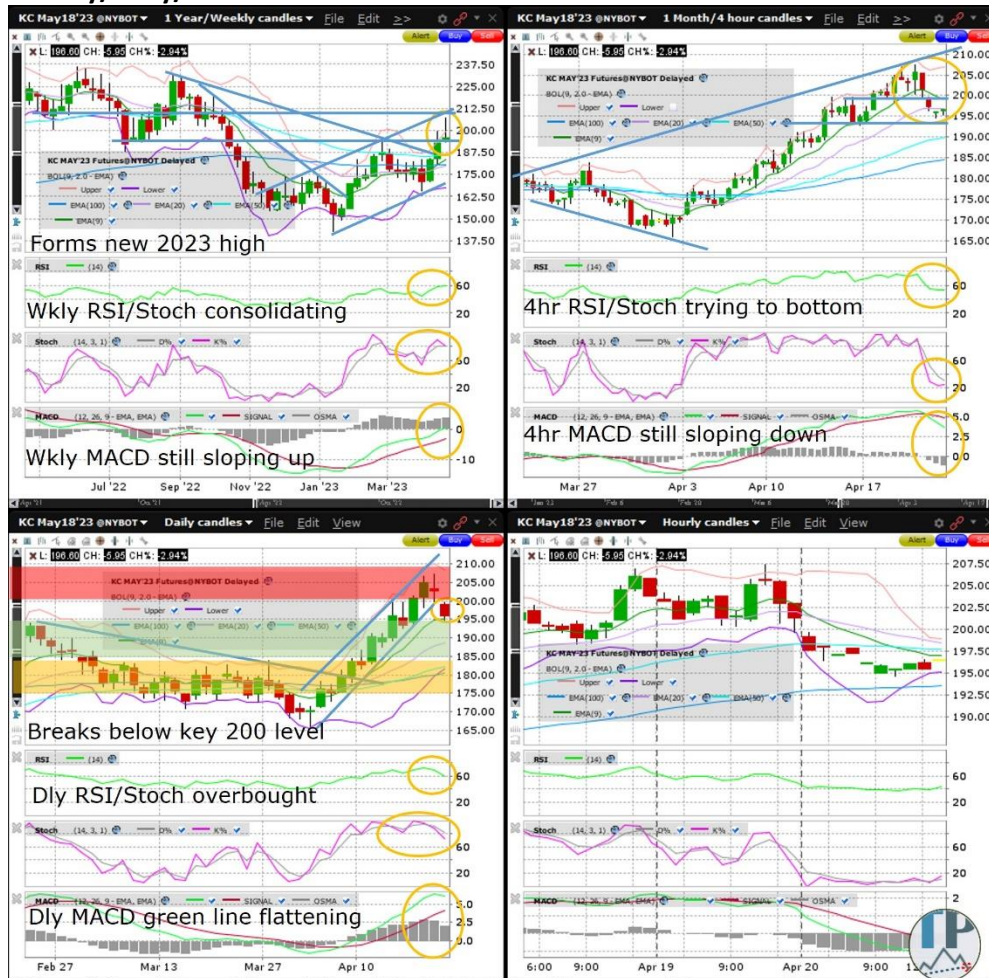 KC May18'23 @NYBOT 1 Year/Weekly candles File Edit >>
Alert Buy Sell
L: 196.60 CH: -5.95 CH%: -2.94%
KC MAY'23 Futures@NYBOT Delayed
BOL(9, 2.0 - EMA)
Upper Lower
EMA(100) EMA(20) EMA(50)
EMA(9)
237.50
225.00
212.50
200.00
187.50
175.00
162.50
150.00
137.50
Forms new 2023 high
RSI (14)
60
20
Wkly RSI/Stoch consolidating
Stoch (14, 3, 1) D% K%
60
20
MACD (12, 26, 9 - EMA, EMA) SIGNAL OSMA
0
-10
Wkly MACD still sloping up
Jul '22 Sep '22 Nov '22 Jan '23 Mar '23
KC May18'23 @NYBOT 1 Month/4 hour candles File Edit >>
Alert Buy Sell
L: 196.60 CH: -5.95 CH%: -2.94%
KC MAY'23 Futures@NYBOT Delayed
BOL(9, 2.0 - EMA)
Upper Lower
EMA(100) EMA(20) EMA(50)
EMA(9)
210.00
205.00
200.00
195.00
190.00
185.00
180.00
175.00
170.00
165.00
RSI (14)
60
20
4hr RSI/Stoch trying to bottom
Stoch (14, 3, 1) D% K%
60
20
MACD (12, 26, 9 - EMA, EMA) SIGNAL OSMA
5.0
2.5
0.0
4hr MACD still sloping down
Mar 27 Apr 3 Apr 10 Apr 17
KC May18'23 @NYBOT Daily candles File Edit View
Alert Buy Sell
L: 196.60 CH: -5.95 CH%: -2.94%
KC MAY'23 Futures@NYBOT Delayed
BOL(9, 2.0 - EMA)
Upper Lower
EMA(100) EMA(20) EMA(50)
EMA(9)
210.00
205.00
200.00
195.00
190.00
185.00
180.00
175.00
170.00
165.00
Breaks below key 200 level
RSI (14)
60
20
Dly RSI/Stoch overbought
Stoch (14, 3, 1) D% K%
60
20
MACD (12, 26, 9 - EMA, EMA) SIGNAL OSMA
5.0
2.5
0.0
Dly MACD green line flattening
Feb 27 Mar 13 Mar 27 Apr 10
KC May18'23 @NYBOT Hourly candles File Edit View
Alert Buy Sell
L: 196.60 CH: -5.95 CH%: -2.94%
KC MAY'23 Futures@NYBOT Delayed
BOL(9, 2.0 - EMA)
Upper Lower
EMA(100) EMA(20) EMA(50)
EMA(9)
207.50
205.00
202.50
200.00
197.50
195.00
192.50
190.00
RSI (14)
60
20
Stoch (14, 3, 1) D% K%
60
20
MACD (12, 26, 9 - EMA, EMA) SIGNAL OSMA
2
6:00 9:00 Apr 19 9:00 Apr 20 9:00
TP